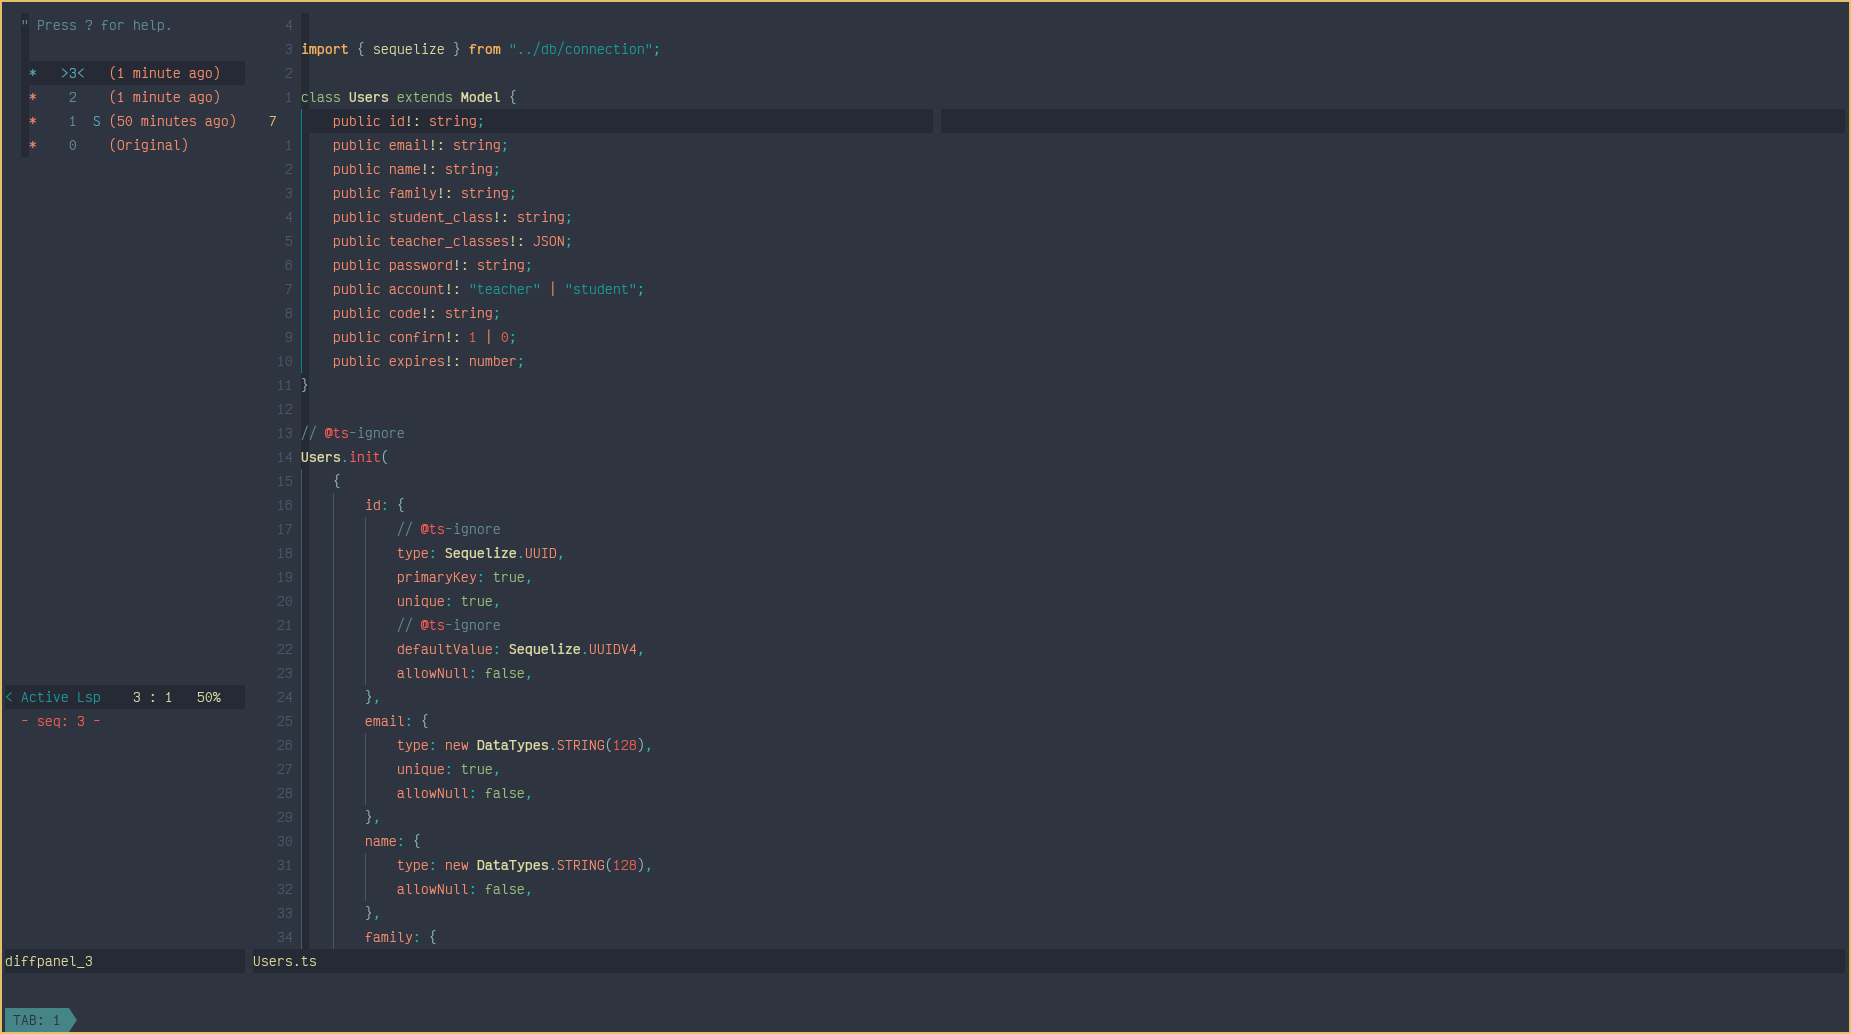 " Press ? for help.
*   >3<   (1 minute ago)
*    2    (1 minute ago)
*    1  S (50 minutes ago)
*    0    (Original)
< Active Lsp    3 : 1   50%
- seq: 3 -
diffpanel_3
4
3 import { sequelize } from "../db/connection";
2
1 class Users extends Model {
7     public id!: string;
1     public email!: string;
2     public name!: string;
3     public family!: string;
4     public student_class!: string;
5     public teacher_classes!: JSON;
6     public password!: string;
7     public account!: "teacher" | "student";
8     public code!: string;
9     public confirn!: 1 | 0;
10     public expires!: number;
11 }
12
13 // @ts-ignore
14 Users.init(
15     {
16         id: {
17             // @ts-ignore
18             type: Sequelize.UUID,
19             primaryKey: true,
20             unique: true,
21             // @ts-ignore
22             defaultValue: Sequelize.UUIDV4,
23             allowNull: false,
24         },
25         email: {
26             type: new DataTypes.STRING(128),
27             unique: true,
28             allowNull: false,
29         },
30         name: {
31             type: new DataTypes.STRING(128),
32             allowNull: false,
33         },
34         family: {
Users.ts
TAB: 1